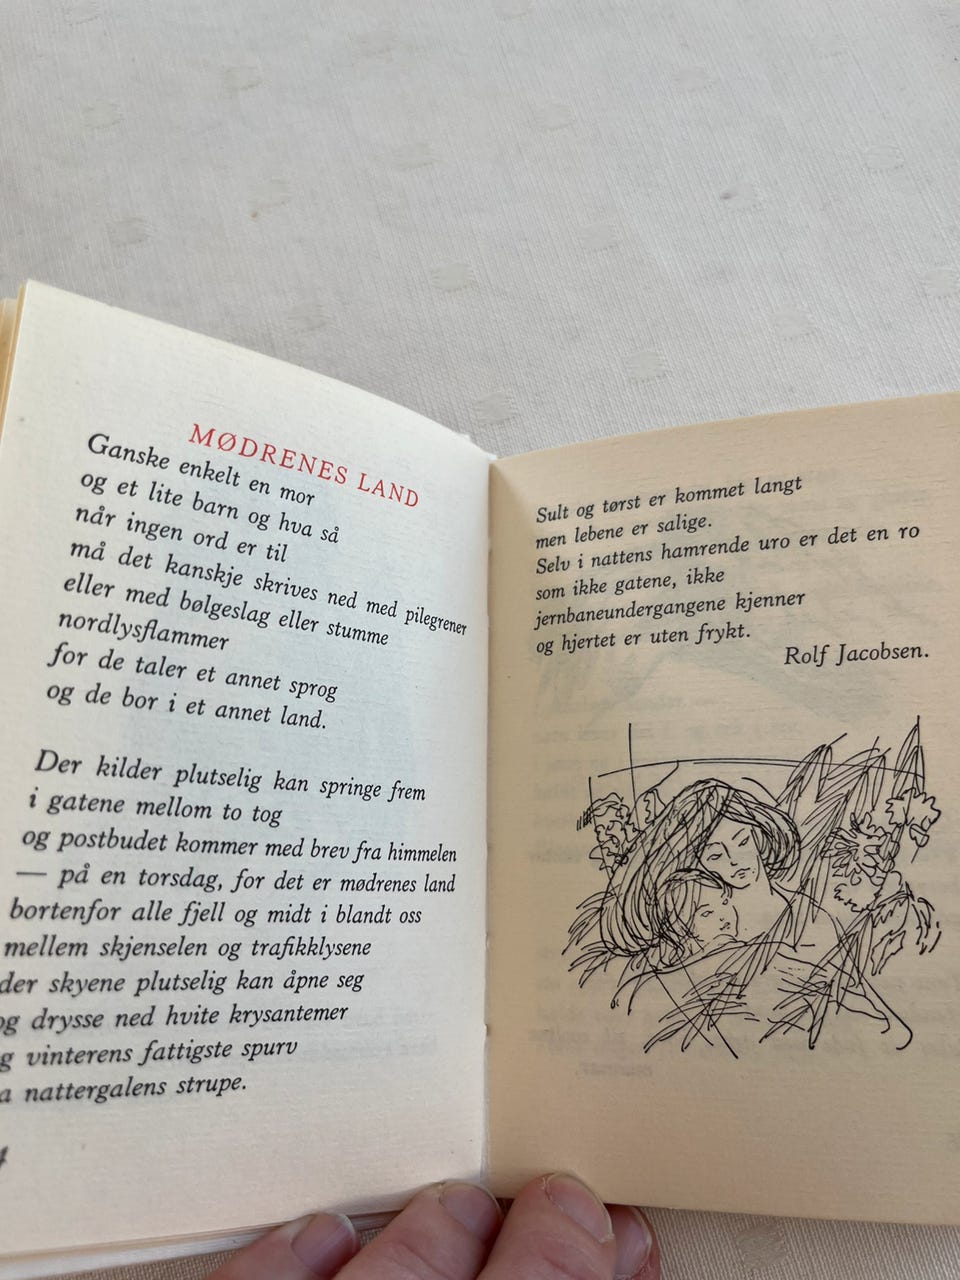 MØDRENES LAND
Ganske enkelt en mor
og et lite barn og hva så
når ingen ord er til
må det kanskje skrives ned med pilegrener
eller med bølgeslag eller stumme
nordlysflammer
for de taler et annet sprog
og de bor i et annet land.
Der kilder plutselig kan springe frem
i gatene mellom to tog
og postbudet kommer med brev fra himmelen
— på en torsdag, for det er mødrenes land
bortenfor alle fjell og midt i blandt oss
mellem skjenselen og trafikklysene
der skyene plutselig kan åpne seg
og drysse ned hvite krysantemer
vinterens fattigste spurv
nattergalens strupe.
Sult og tørst er kommet langt
men lebene er salige.
Selv i nattens hamrende uro er det en ro
som ikke gatene, ikke
jernbaneundergangene kjenner
og hjertet er uten frykt.
Rolf Jacobsen.